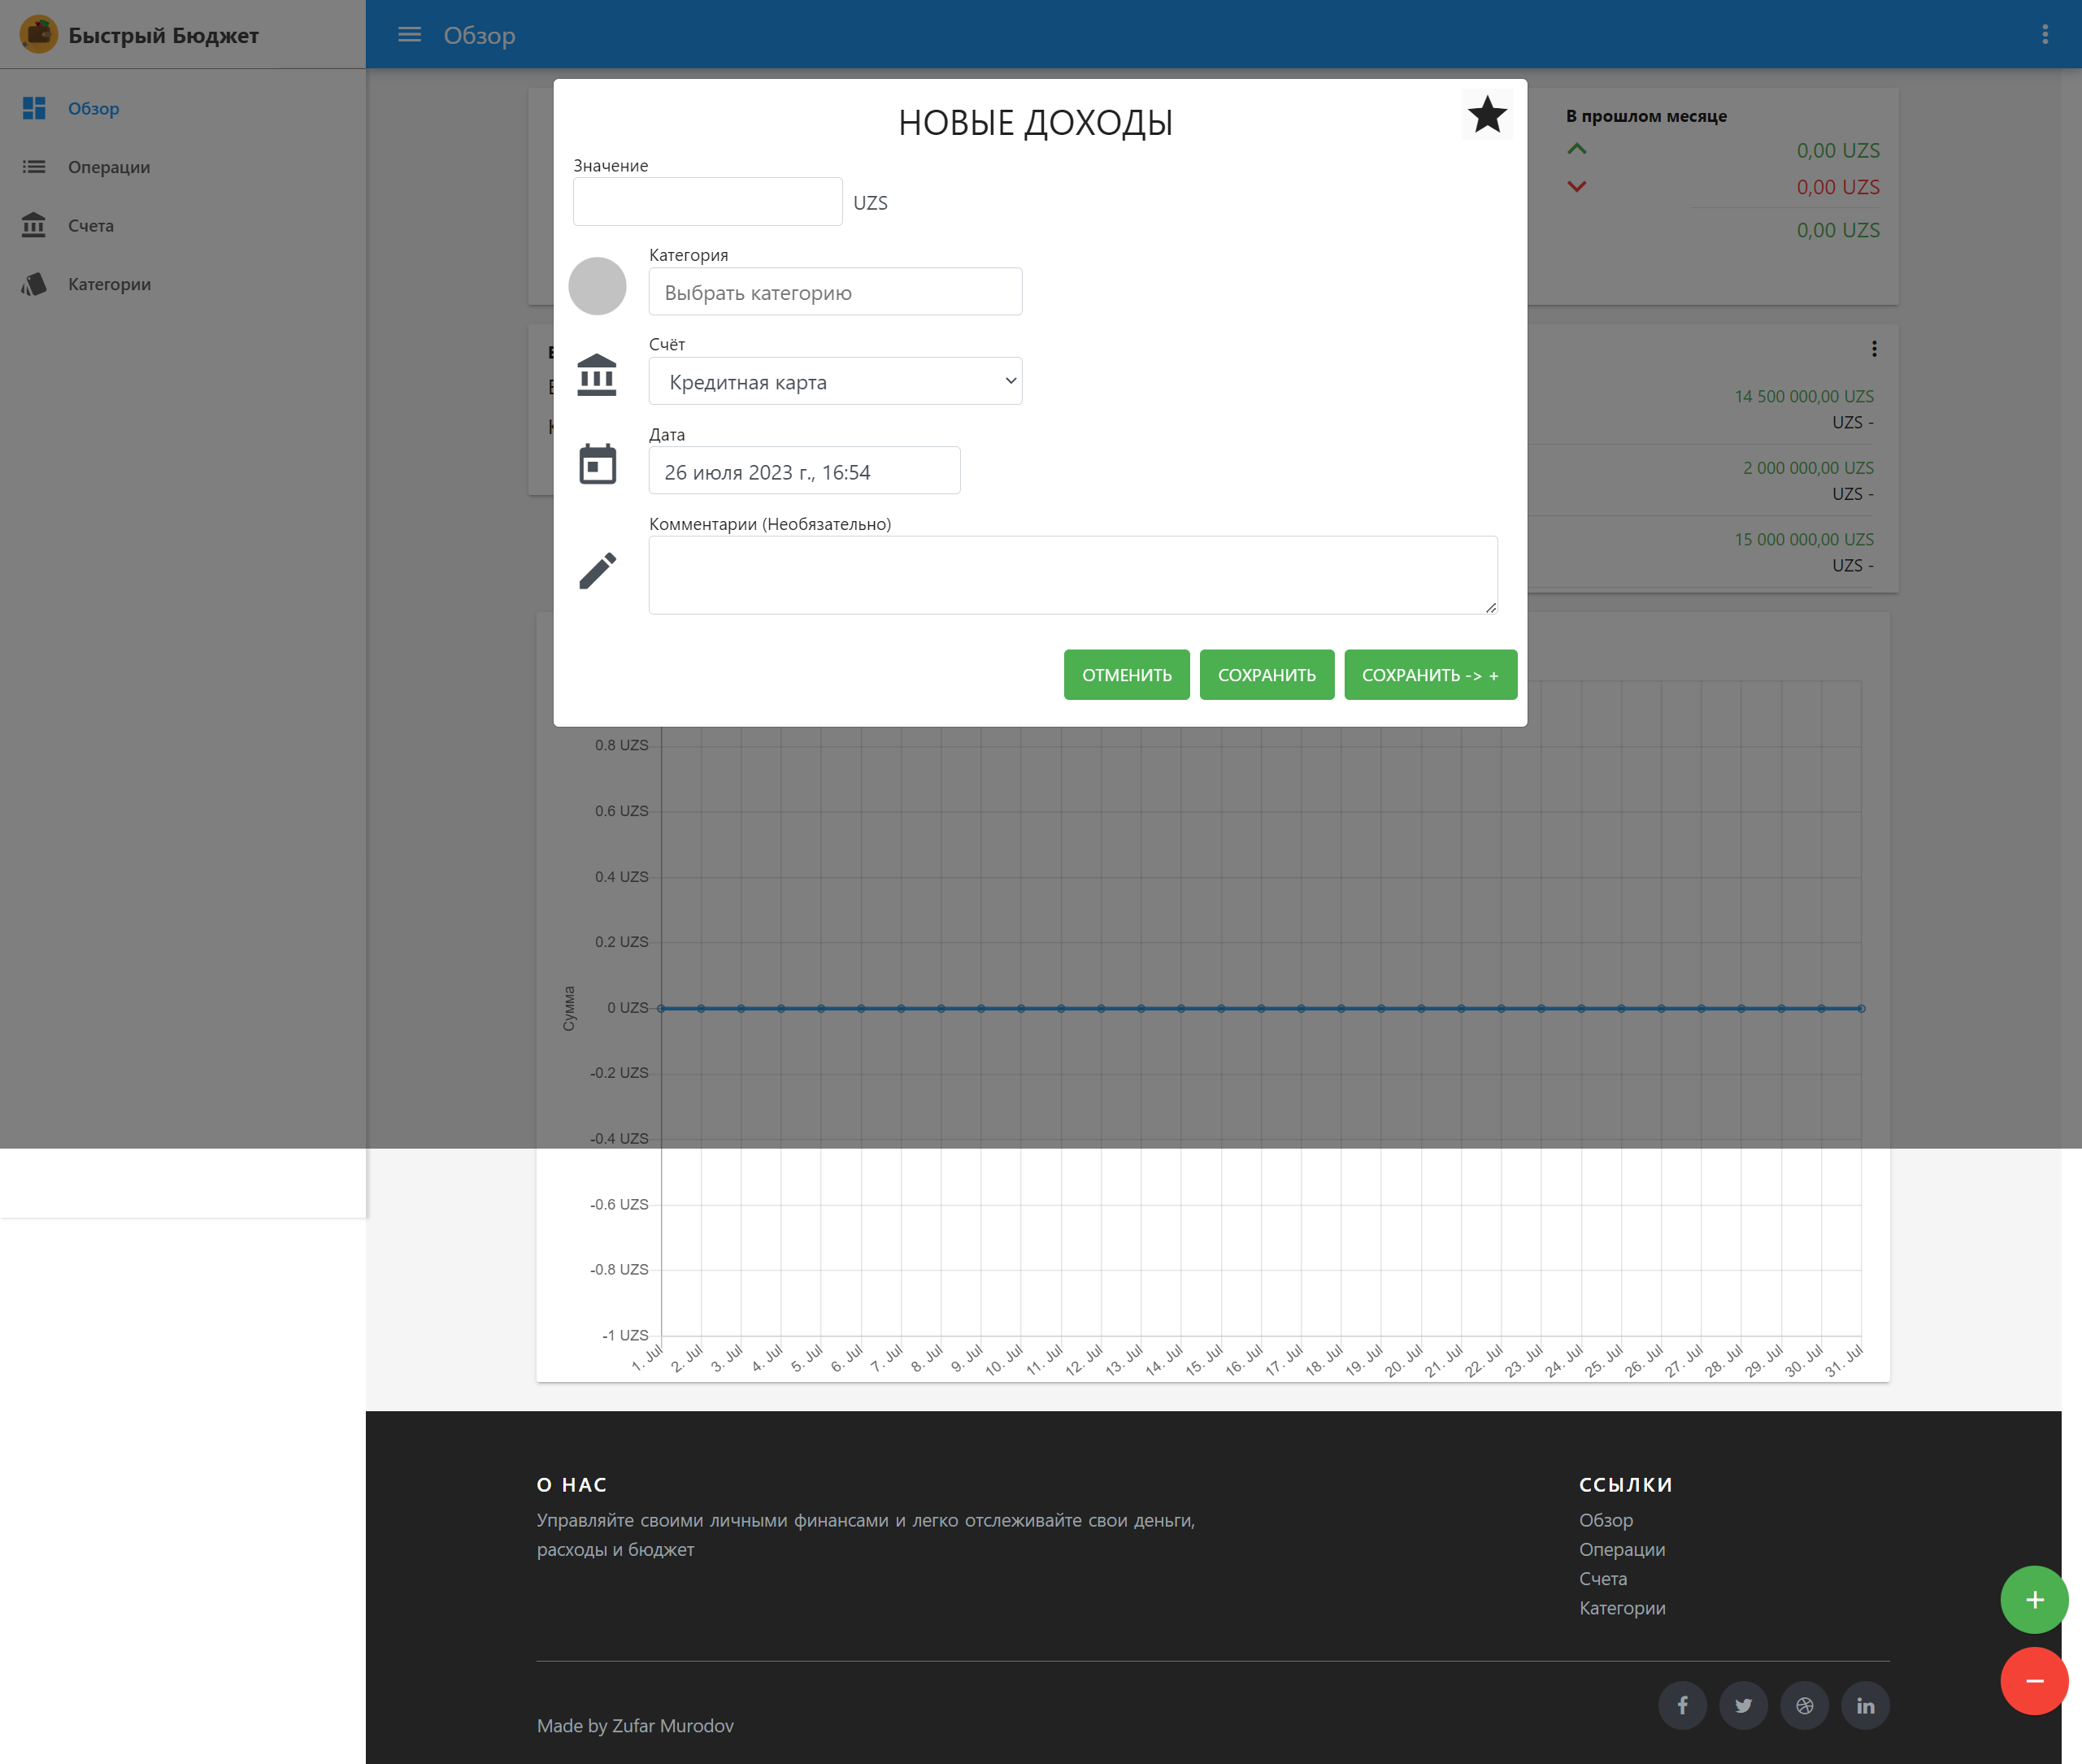 Быстрый Бюджет
Обзор
Обзор
Операции
Счета
Категории
НОВЫЕ ДОХОДЫ
Значение
UZS
Категория
Выбрать категорию
Счёт
Кредитная карта
Дата
26 июля 2023 г., 16:54
Комментарии (Необязательно)
ОТМЕНИТЬ
СОХРАНИТЬ
СОХРАНИТЬ -> +
В прошлом месяце
0,00 UZS
0,00 UZS
0,00 UZS
14 500 000,00 UZS
UZS -
2 000 000,00 UZS
UZS -
15 000 000,00 UZS
UZS -
Сумма
0.8 UZS
0.6 UZS
0.4 UZS
0.2 UZS
0 UZS
-0.2 UZS
-0.4 UZS
-0.6 UZS
-0.8 UZS
-1 UZS
1. Jul
2. Jul
3. Jul
4. Jul
5. Jul
6. Jul
7. Jul
8. Jul
9. Jul
10. Jul
11. Jul
12. Jul
13. Jul
14. Jul
15. Jul
16. Jul
17. Jul
18. Jul
19. Jul
20. Jul
21. Jul
22. Jul
23. Jul
24. Jul
25. Jul
26. Jul
27. Jul
28. Jul
29. Jul
30. Jul
31. Jul
О НАС
Управляйте своими личными финансами и легко отслеживайте свои деньги,
расходы и бюджет
ССЫЛКИ
Обзор
Операции
Счета
Категории
Made by Zufar Murodov